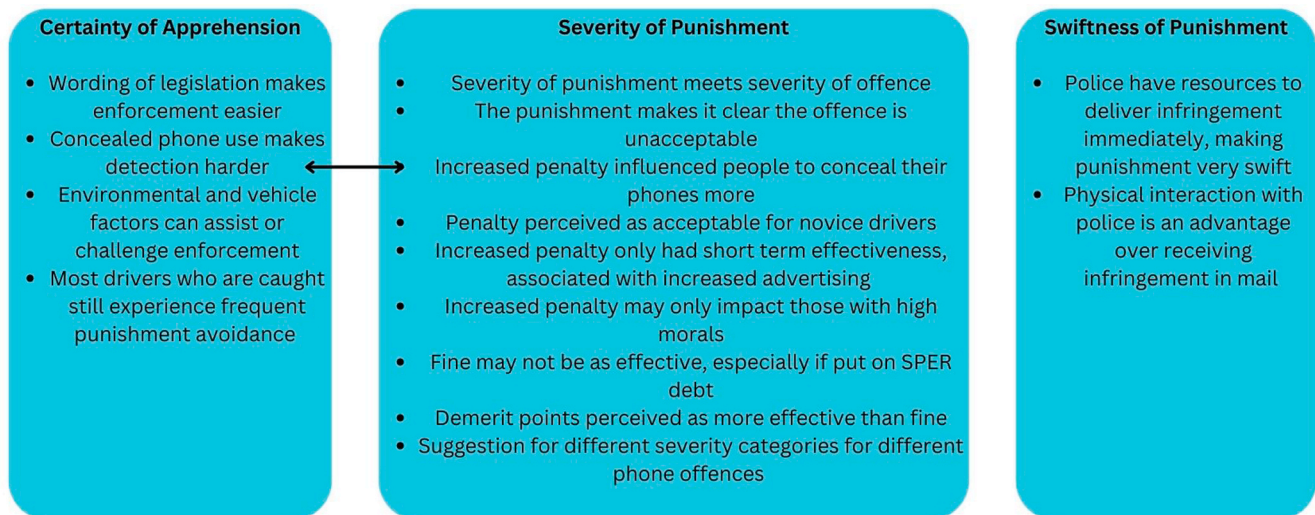 Certainty of Apprehension
• Wording of legislation makes
enforcement easier
• Concealed phone use makes
detection harder
• Environmental and vehicle
factors can assist or
challenge enforcement
• Most drivers who are caught
still experience frequent
punishment avoidance
Severity of Punishment
• Severity of punishment meets severity of offence
• The punishment makes it clear the offence is
unacceptable
• Increased penalty influenced people to conceal their
phones more
• Penalty perceived as acceptable for novice drivers
• Increased penalty only had short term effectiveness,
associated with increased advertising
• Increased penalty may only impact those with high
morals
• Fine may not be as effective, especially if put on SPER
debt
• Demerit points perceived as more effective than fine
• Suggestion for different severity categories for different
phone offences
Swiftness of Punishment
• Police have resources to
deliver infringement
immediately, making
punishment very swift
• Physical interaction with
police is an advantage
over receiving
infringement in mail